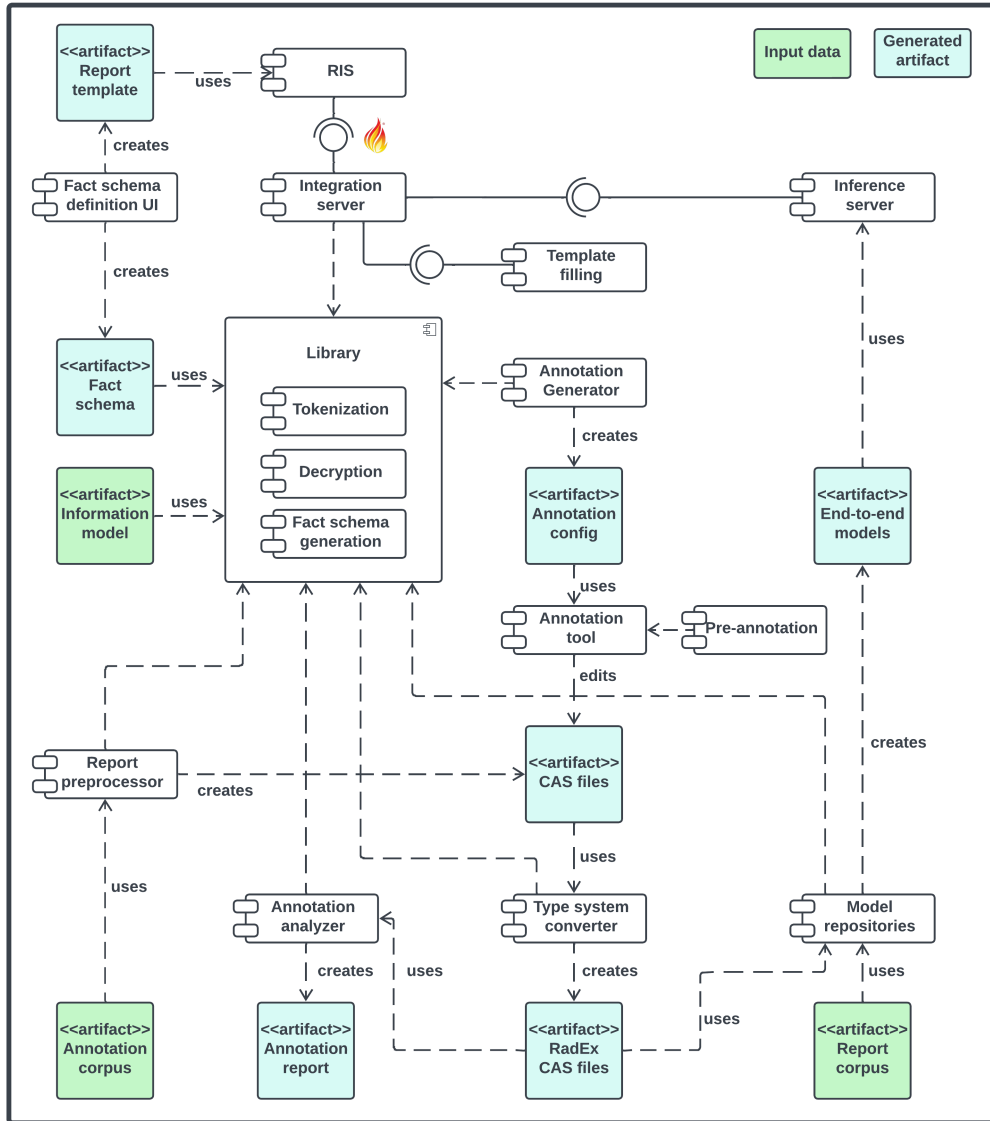 <<artifact>>
Report
template
uses
RIS
Input data
Generated
artifact
creates
Fact schema
definition UI
Integration
server
Inference
server
creates
Template
filling
uses
<<artifact>>
Fact
schema
uses
Library
Annotation
Generator
Tokenization
creates
Decryption
<<artifact>>
Information
model
uses
Fact schema
generation
<<artifact>>
Annotation
config
<<artifact>>
End-to-end
models
uses
Annotation
tool
Pre-annotation
edits
Report
preprocessor
creates
<<artifact>>
CAS files
creates
uses
uses
Annotation
analyzer
Type system
converter
Model
repositories
creates
uses
creates
uses
uses
<<artifact>>
Annotation
corpus
<<artifact>>
Annotation
report
<<artifact>>
RadEx
CAS files
<<artifact>>
Report
corpus